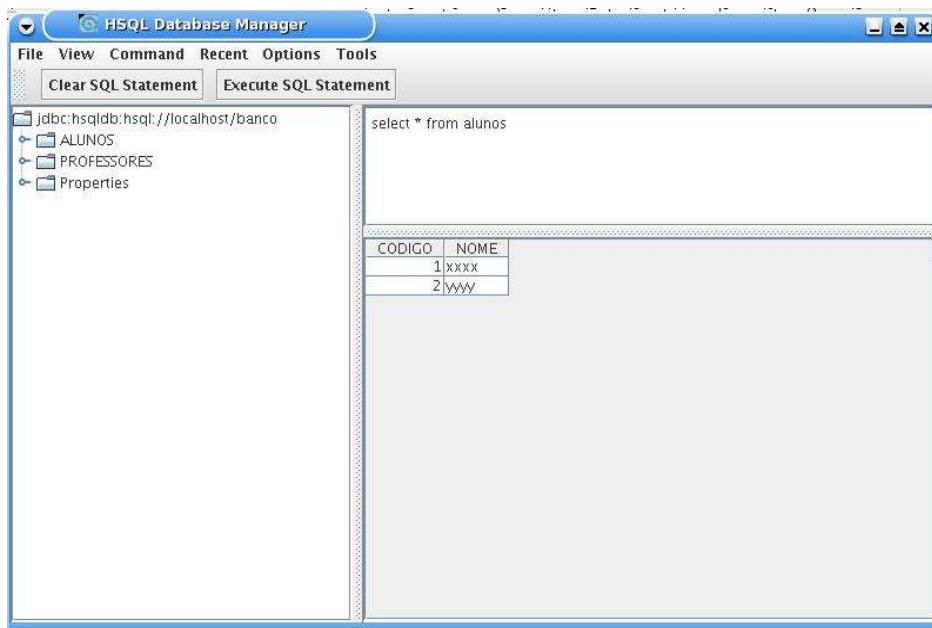 HSQL Database Manager
File View Command Recent Options Tools
Clear SQL Statement Execute SQL Statement
jdbc:hsqldb:hsql://localhost/banco
ALUNOS
PROFESSORES
Properties
select * from alunos
CODIGO NOME
1 xxxx
2 yyyy